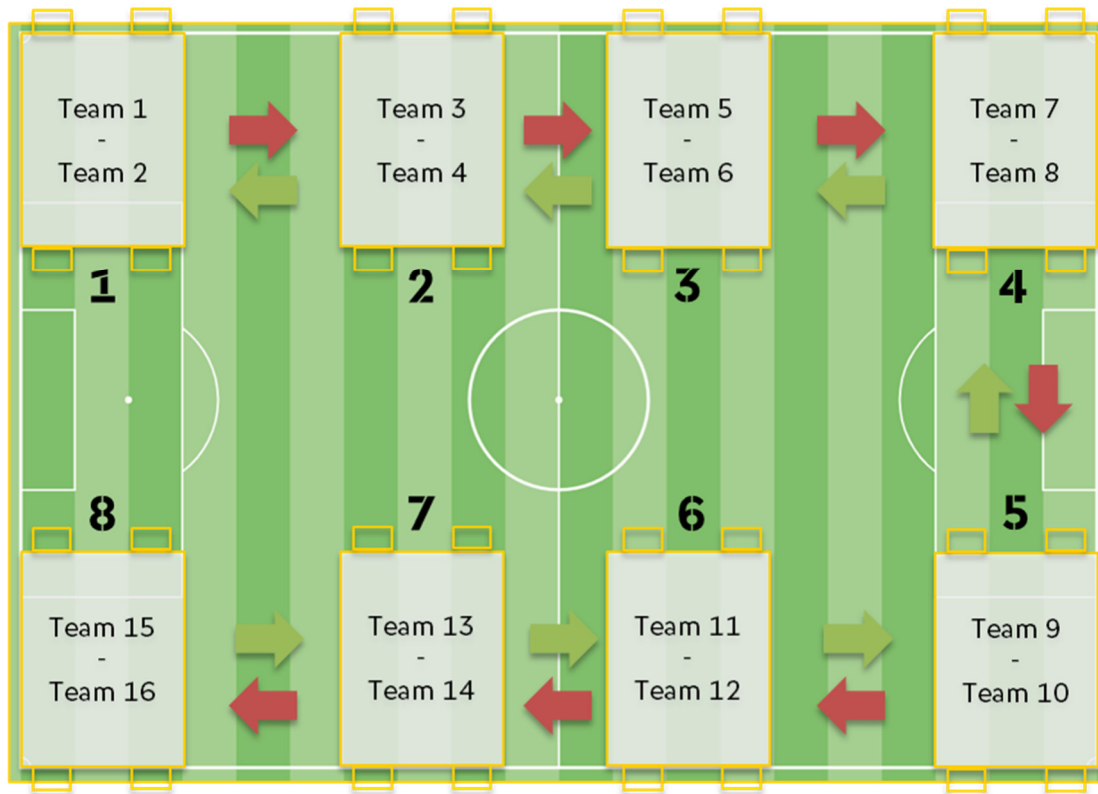 Team 1
-
Team 2
Team 3
-
Team 4
Team 5
-
Team 6
Team 7
-
Team 8
1
2
3
4
8
7
6
5
Team 15
-
Team 16
Team 13
-
Team 14
Team 11
-
Team 12
Team 9
-
Team 10